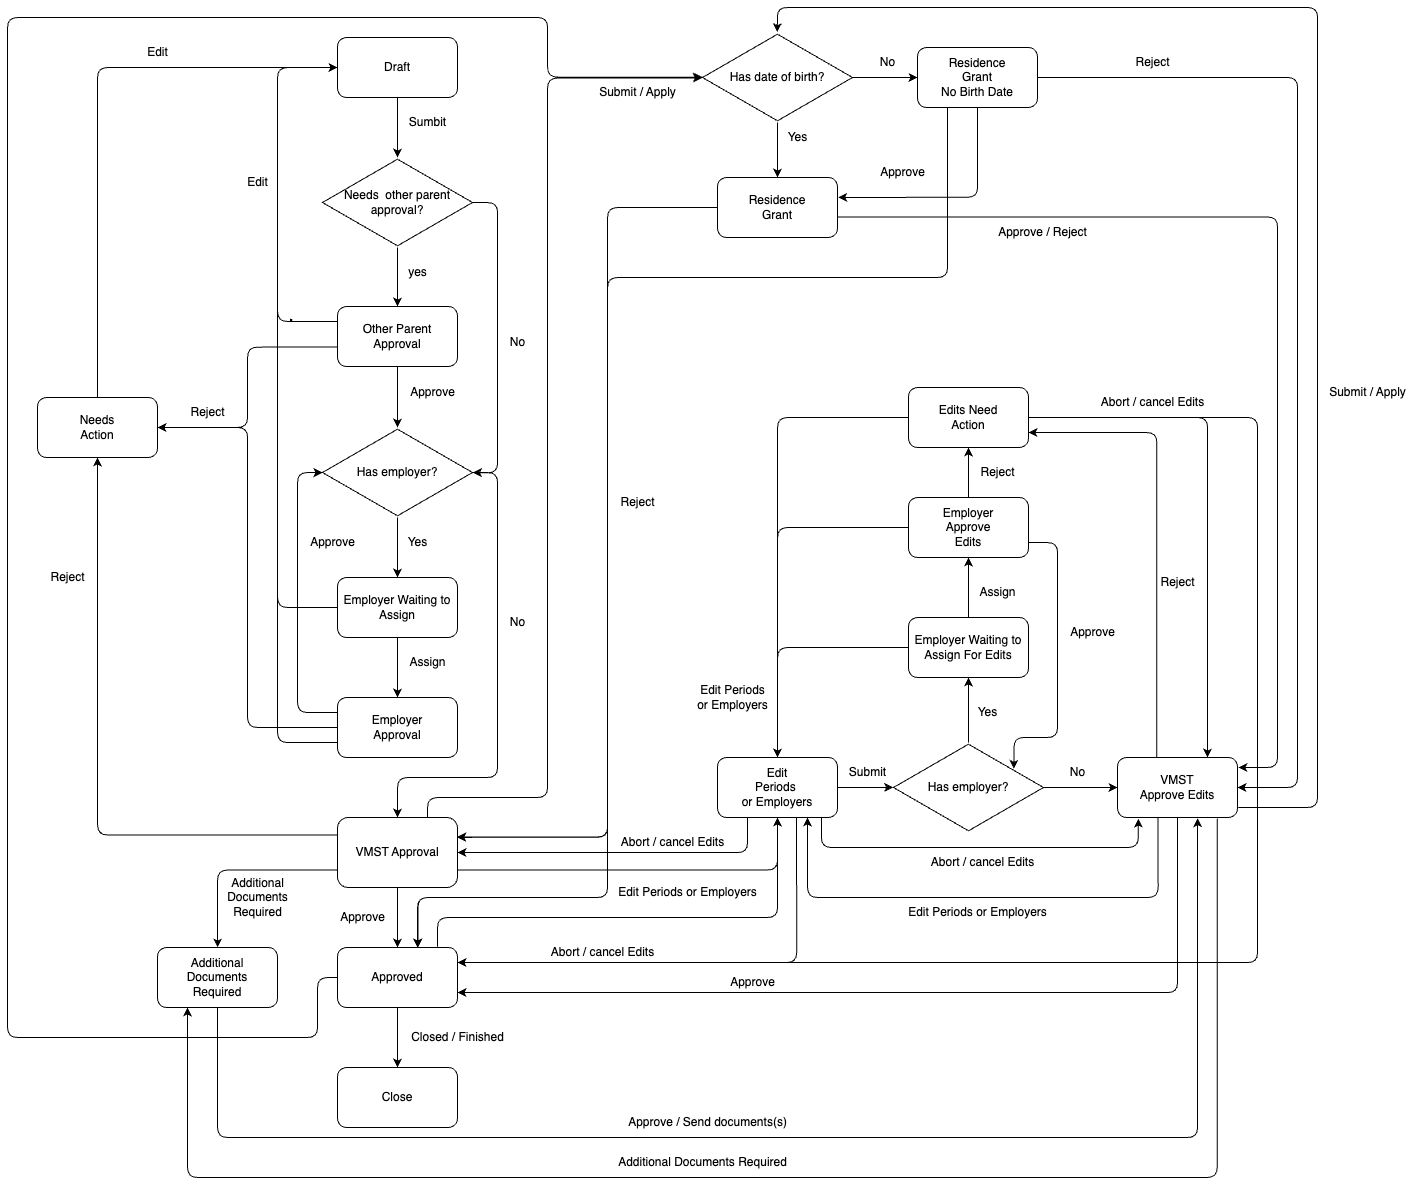 Edit
Draft
Has date of birth?
No
Residence
Grant
No Birth Date
Reject
Submit / Apply
Sumbit
Yes
Edit
Needs  other parent
approval?
Approve
Residence
Grant
Approve / Reject
yes
Other Parent
Approval
No
Approve
Submit / Apply
Needs
Action
Reject
Edits Need
Action
Abort / cancel Edits
Has employer?
Reject
Reject
Employer
Approve
Edits
Approve
Yes
Reject
Employer Waiting to
Assign
Assign
Reject
No
Employer Waiting to
Assign For Edits
Approve
Assign
Edit Periods
or Employers
Yes
Employer
Approval
Edit
Periods
or Employers
Submit
Has employer?
No
VMST
Approve Edits
VMST Approval
Abort / cancel Edits
Abort / cancel Edits
Additional
Documents
Required
Edit Periods or Employers
Approve
Edit Periods or Employers
Abort / cancel Edits
Additional
Documents
Required
Approved
Approve
Closed / Finished
Close
Approve / Send documents(s)
Additional Documents Required